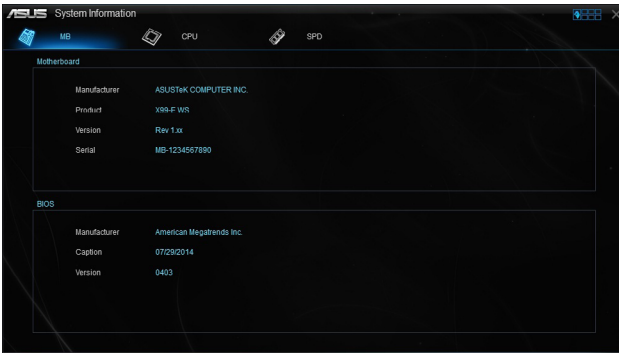 ASUS System Information
MB CPU SPD
Motherboard
Manufacturer ASUSTeK COMPUTER INC.
Product X99-E WS
Version Rev 1.xx
Serial MB-1234567890
BIOS
Manufacturer American Megatrends Inc.
Caption 07/29/2014
Version 0403